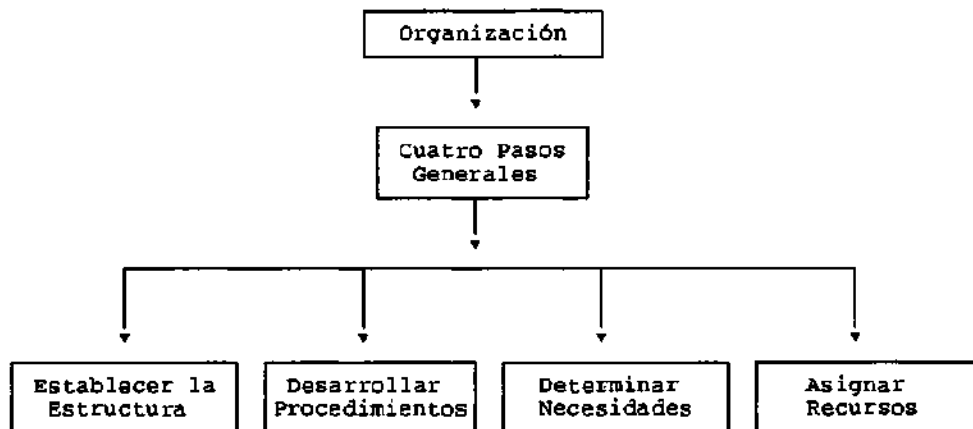 Organización
Cuatro Pasos
Generales
Establecer la
Estructura
Desarrollar
Procedimientos
Determinar
Necesidades
Asignar
Recursos